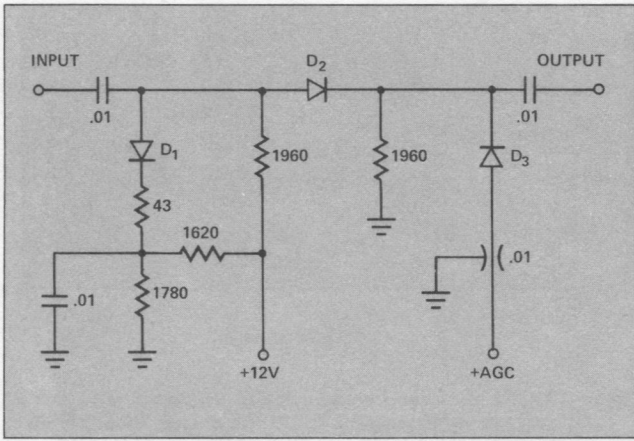 INPUT
D2
OUTPUT
.01
.01
D1
1960
1960
D3
43
1620
.01
.01
1780
+12V
+AGC